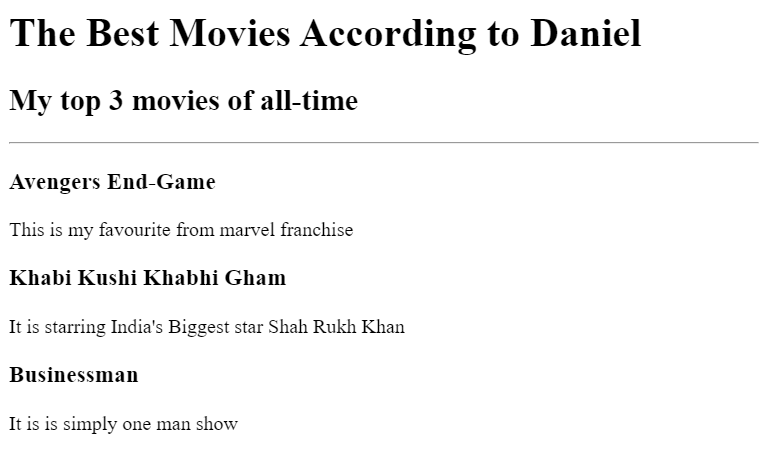 The Best Movies According to Daniel
My top 3 movies of all-time
Avengers End-Game
This is my favourite from marvel franchise
Khabi Kushi Khabhi Gham
It is starring India's Biggest star Shah Rukh Khan
Businessman
It is is simply one man show